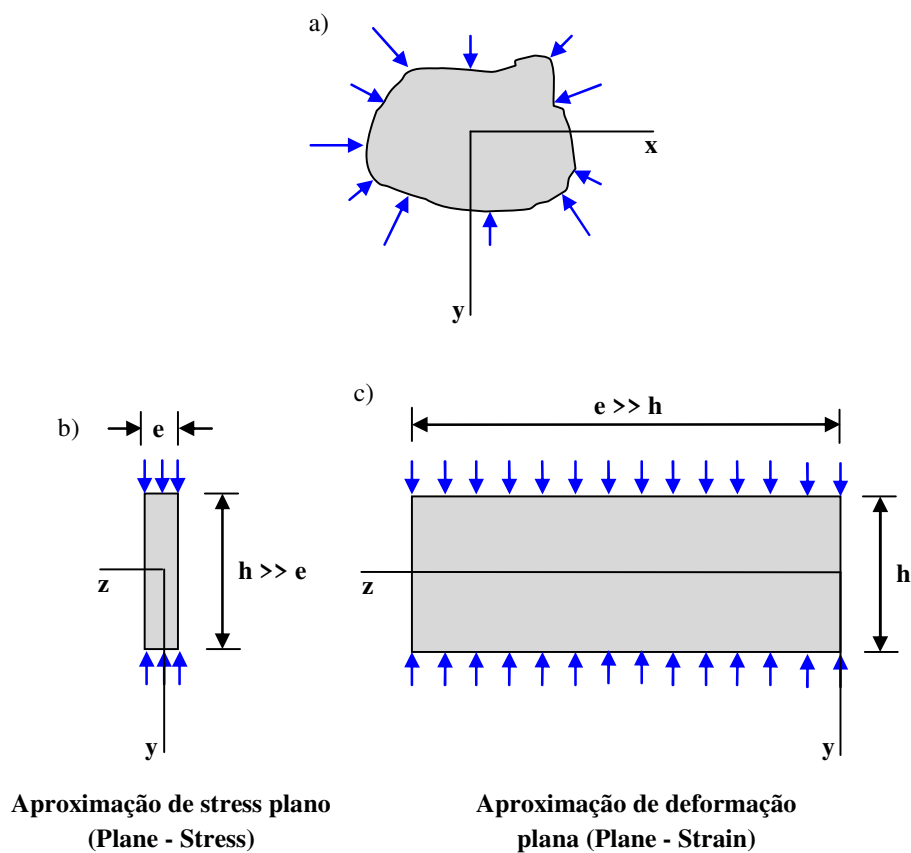 a)
x
y
b)
e
h >> e
z
y
c)
e >> h
h
z
y
Aproximação de stress plano
(Plane - Stress)
Aproximação de deformação
plana (Plane - Strain)